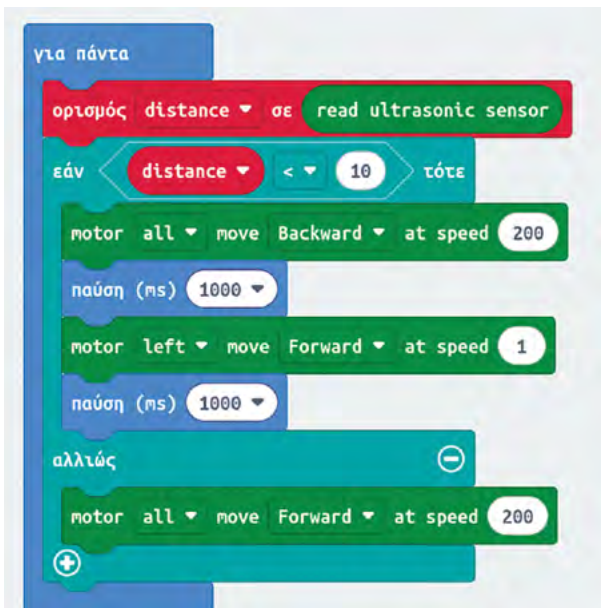 για πάντα
ορισμός distance σε read ultrasonic sensor
εάν distance < 10 τότε
motor all move Backward at speed 200
παύση (ms) 1000
motor left move Forward at speed 1
παύση (ms) 1000
αλλιώς
motor all move Forward at speed 200